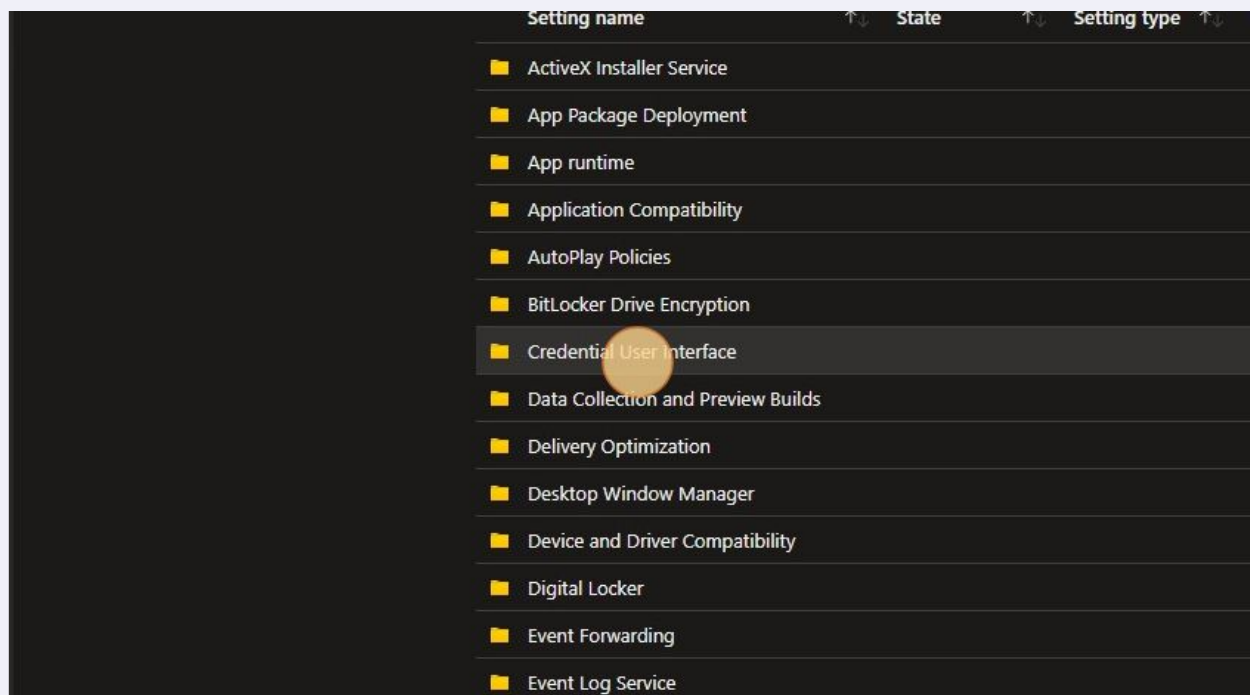 Setting name State Setting type
ActiveX Installer Service
App Package Deployment
App runtime
Application Compatibility
AutoPlay Policies
BitLocker Drive Encryption
Credential User Interface
Data Collection and Preview Builds
Delivery Optimization
Desktop Window Manager
Device and Driver Compatibility
Digital Locker
Event Forwarding
Event Log Service